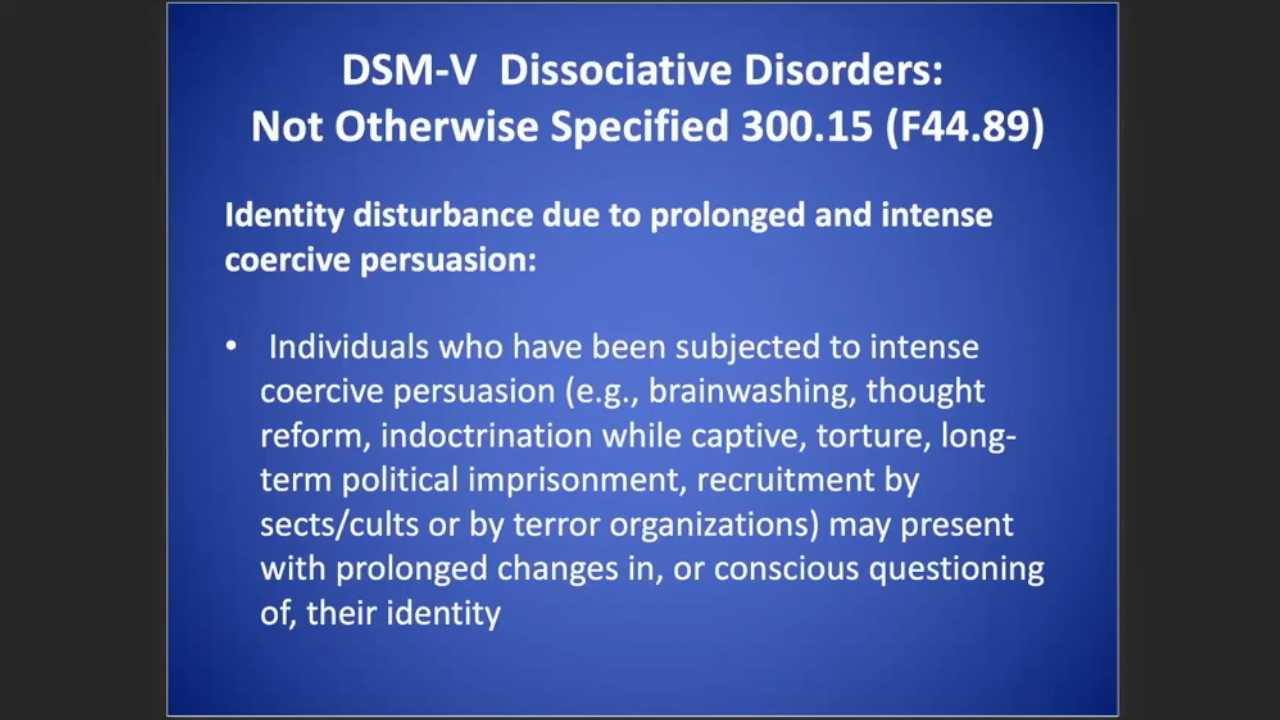 DSM-V  Dissociative Disorders:
Not Otherwise Specified 300.15 (F44.89)
Identity disturbance due to prolonged and intense
coercive persuasion:
• Individuals who have been subjected to intense
coercive persuasion (e.g., brainwashing, thought
reform, indoctrination while captive, torture, long-
term political imprisonment, recruitment by
sects/cults or by terror organizations) may present
with prolonged changes in, or conscious questioning
of, their identity